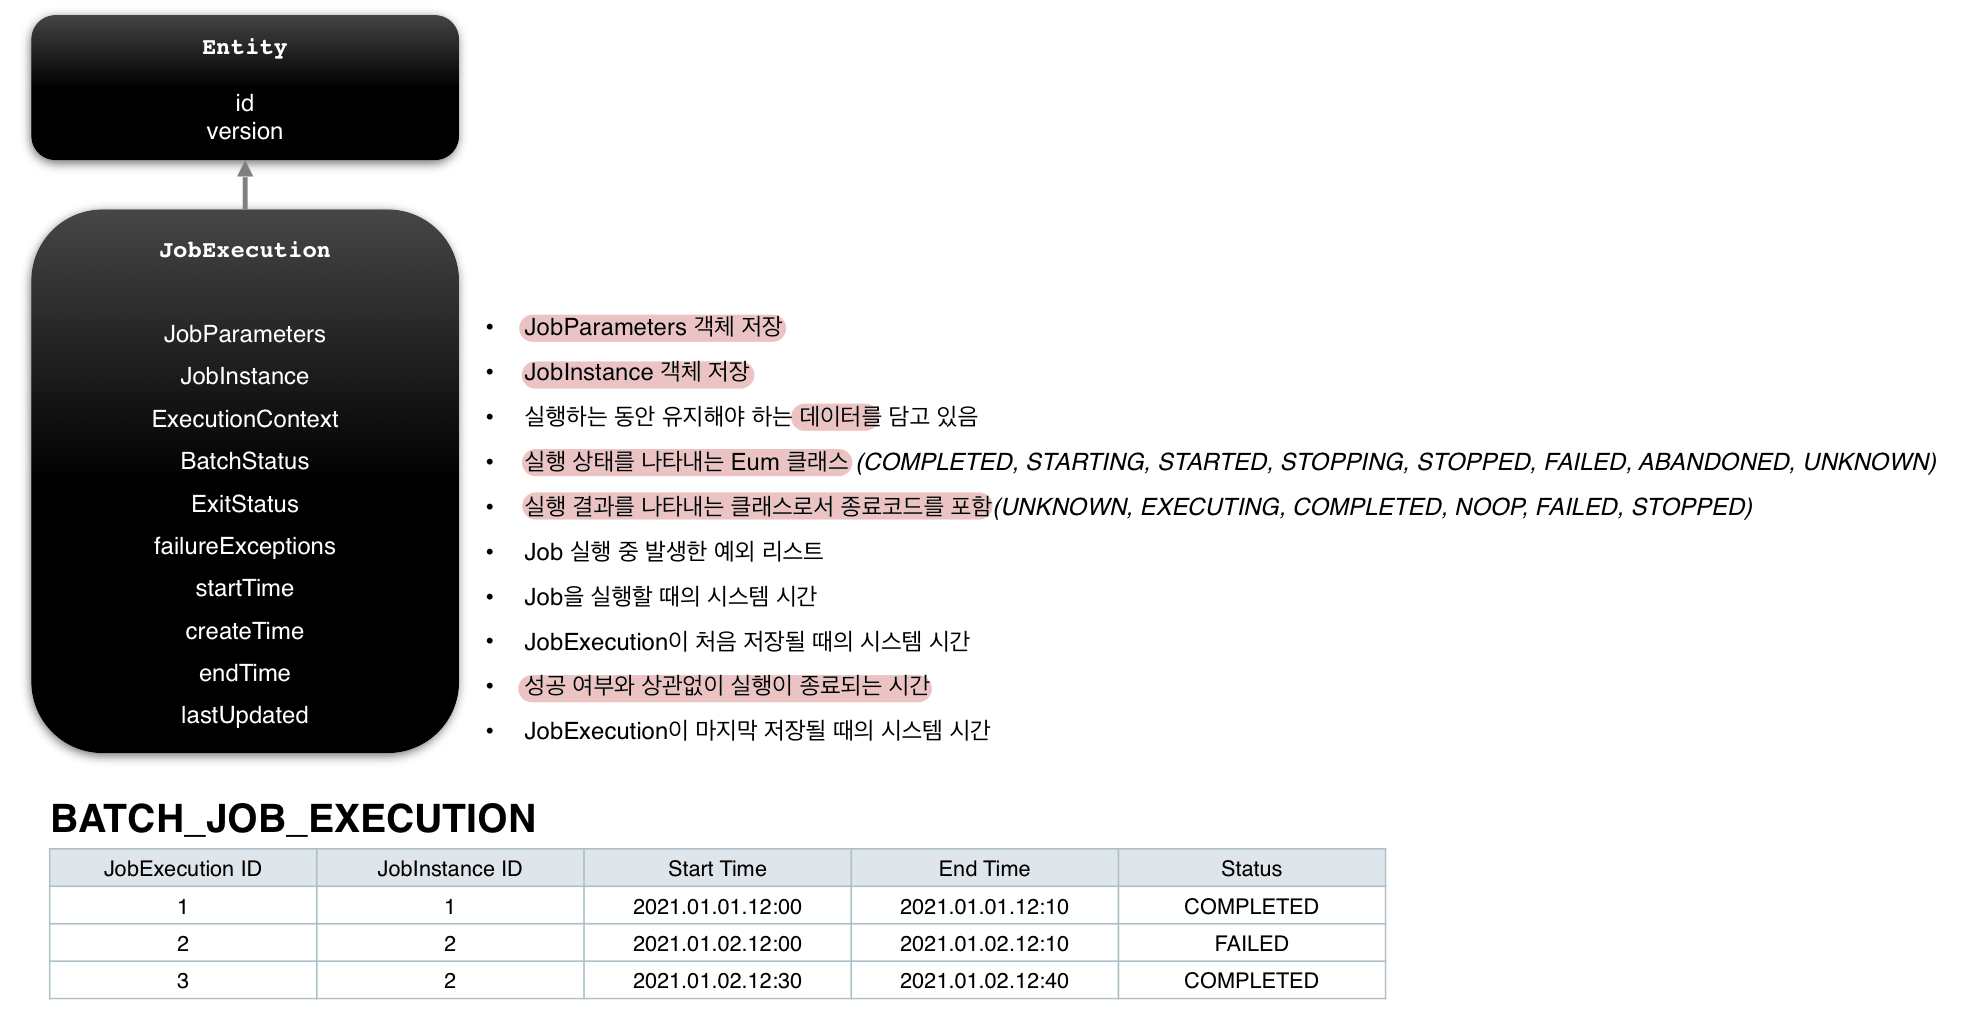 Entity
id
version
JobExecution
JobParameters
JobInstance
ExecutionContext
BatchStatus
ExitStatus
failureExceptions
startTime
createTime
endTime
lastUpdated
• JobParameters 객체 저장
• JobInstance 객체 저장
• 실행하는 동안 유지해야 하는 데이터를 담고 있음
• 실행 상태를 나타내는 Eum 클래스 (COMPLETED, STARTING, STARTED, STOPPING, STOPPED, FAILED, ABANDONED, UNKNOWN)
• 실행 결과를 나타내는 클래스로서 종료코드를 포함(UNKNOWN, EXECUTING, COMPLETED, NOOP, FAILED, STOPPED)
• Job 실행 중 발생한 예외 리스트
• Job을 실행할 때의 시스템 시간
• JobExecution이 처음 저장될 때의 시스템 시간
• 성공 여부와 상관없이 실행이 종료되는 시간
• JobExecution이 마지막 저장될 때의 시스템 시간
BATCH_JOB_EXECUTION
JobExecution ID JobInstance ID Start Time End Time Status
1 1 2021.01.01.12:00 2021.01.01.12:10 COMPLETED
2 2 2021.01.02.12:00 2021.01.02.12:10 FAILED
3 2 2021.01.02.12:30 2021.01.02.12:40 COMPLETED